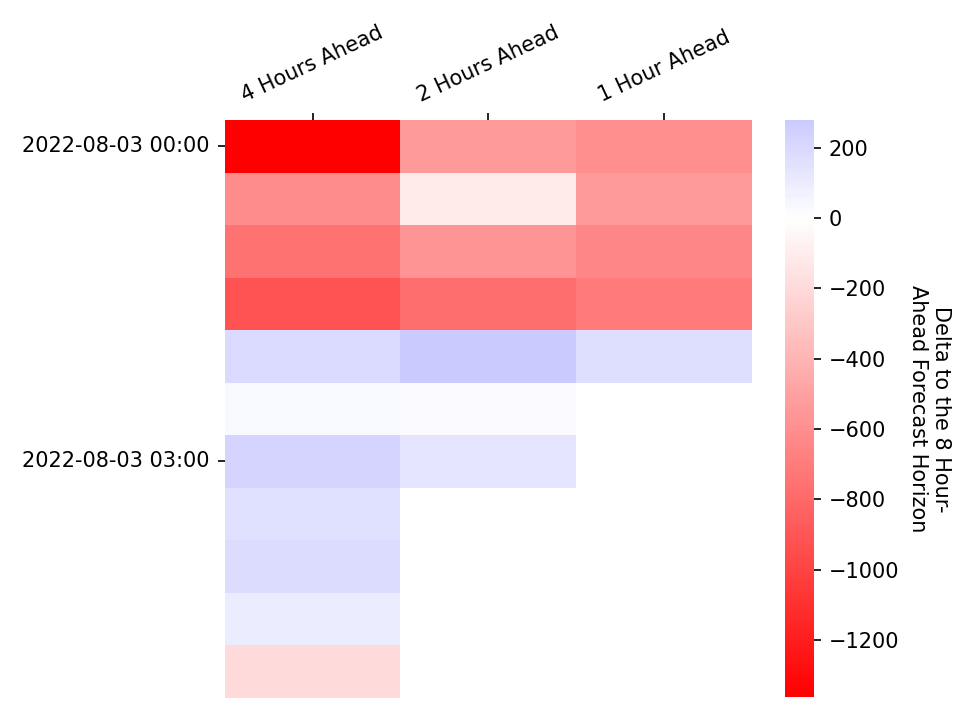 4 Hours Ahead
2 Hours Ahead
1 Hour Ahead
2022-08-03 00:00
2022-08-03 03:00
200
0
−200
−400
−600
−800
−1000
−1200
Delta to the 8 Hour-
Ahead Forecast Horizon